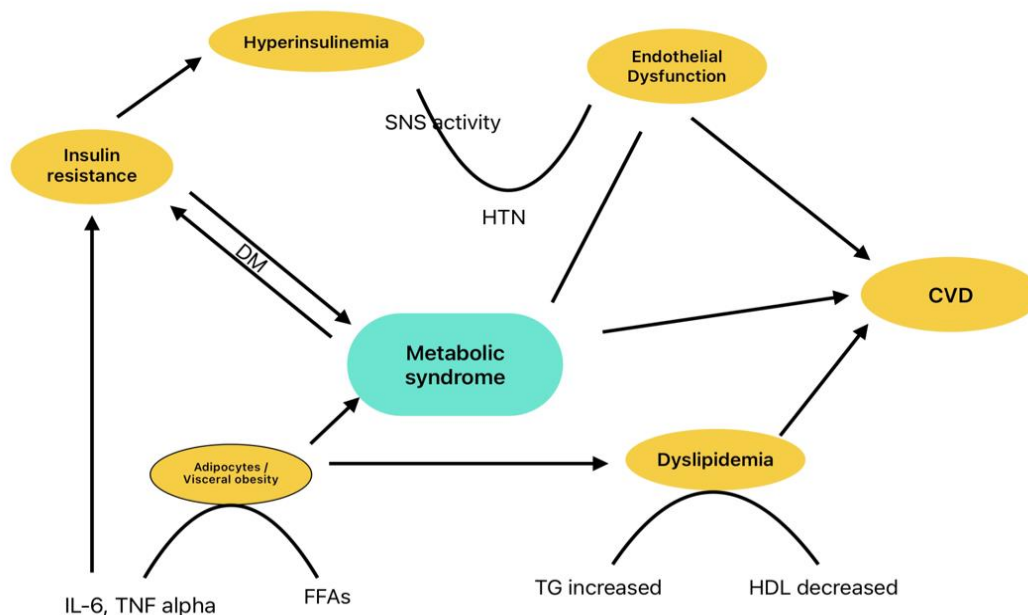 Hyperinsulinemia
Endothelial
Dysfunction
SNS activity
Insulin
resistance
HTN
DM
CVD
Metabolic
syndrome
Adipocytes /
Visceral obesity
Dyslipidemia
IL-6, TNF alpha
FFAs
TG increased
HDL decreased